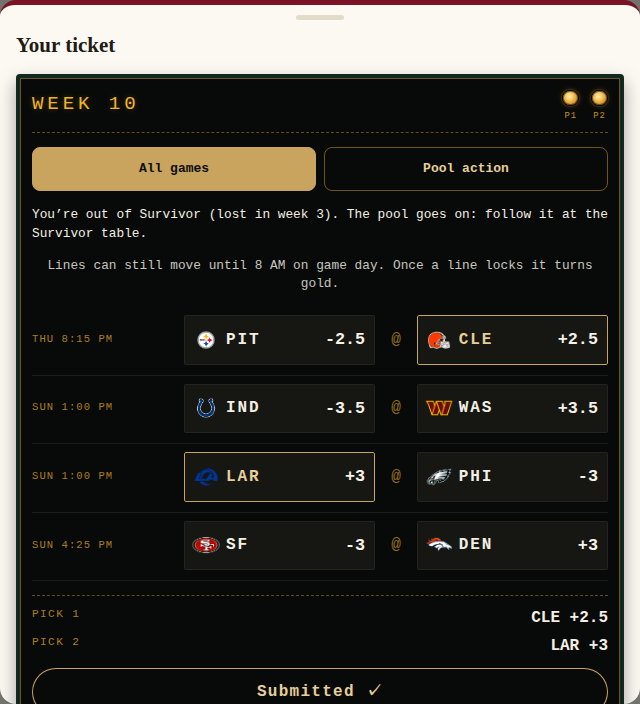 Your ticket
WEEK 10
P1 P2
All games
Pool action
You’re out of Survivor (lost in week 3). The pool goes on: follow it at the
Survivor table.
Lines can still move until 8 AM on game day. Once a line locks it turns
gold.
THU 8:15 PM PIT -2.5 @ CLE +2.5
SUN 1:00 PM IND -3.5 @ WAS +3.5
SUN 1:00 PM LAR +3 @ PHI -3
SUN 4:25 PM SF -3 @ DEN +3
PICK 1 CLE +2.5
PICK 2 LAR +3
Submitted ✓